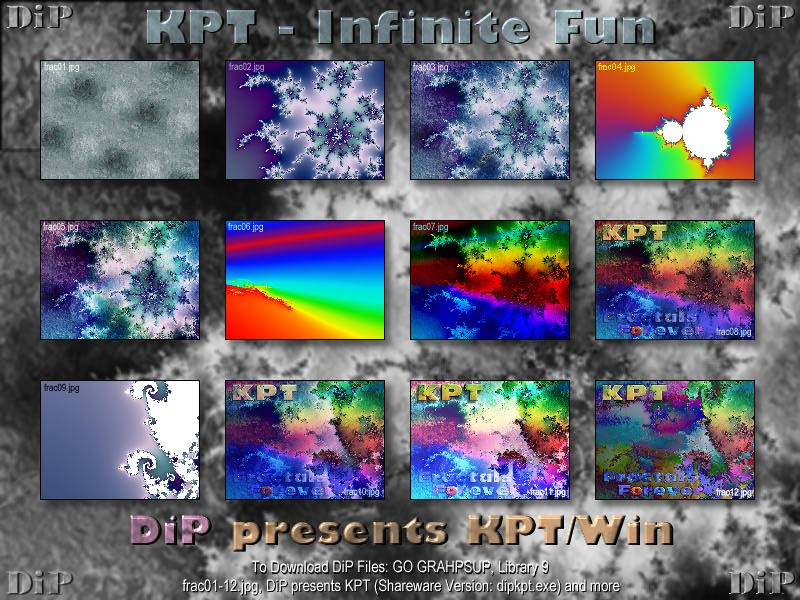 DiP KPT - Infinite Fun DiP
frac01.jpg frac02.jpg frac03.jpg frac04.jpg
frac05.jpg frac06.jpg frac07.jpg KPT
Fractals
Forever frac08.jpg
frac09.jpg KPT KPT KPT
Fractals Fractals Fractals
Forever frac10.jpg Forever frac11.jpg Forever frac12.jpg
DiP presents KPT/Win
To Download DiP Files: GO GRAHPSUP, Library 9
DiP frac01-12.jpg, DiP presents KPT (Shareware Version: dipkpt.exe) and more DiP